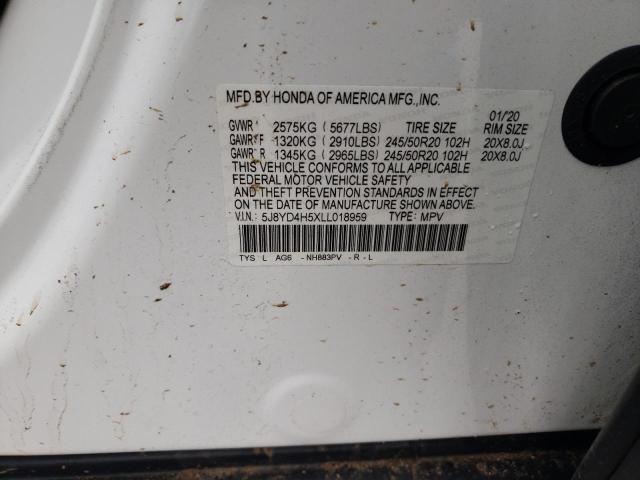 MFD. BY HONDA OF AMERICA MFG., INC.
01/20
GVWR 2575KG (5677LBS) TIRE SIZE RIM SIZE
GAWR F 1320KG (2910LBS) 245/50R20 102H 20X8.0J
GAWR R 1345KG (2965LBS) 245/50R20 102H 20X8.0J
THIS VEHICLE CONFORMS TO ALL APPLICABLE
FEDERAL MOTOR VEHICLE SAFETY
AND THEFT PREVENTION STANDARDS IN EFFECT
ON THE DATE OF MANUFACTURE SHOWN ABOVE.
V.I.N.: 5J8YD4H5XLL018959 TYPE: MPV
TYS L AG6 - NH883PV - R - L